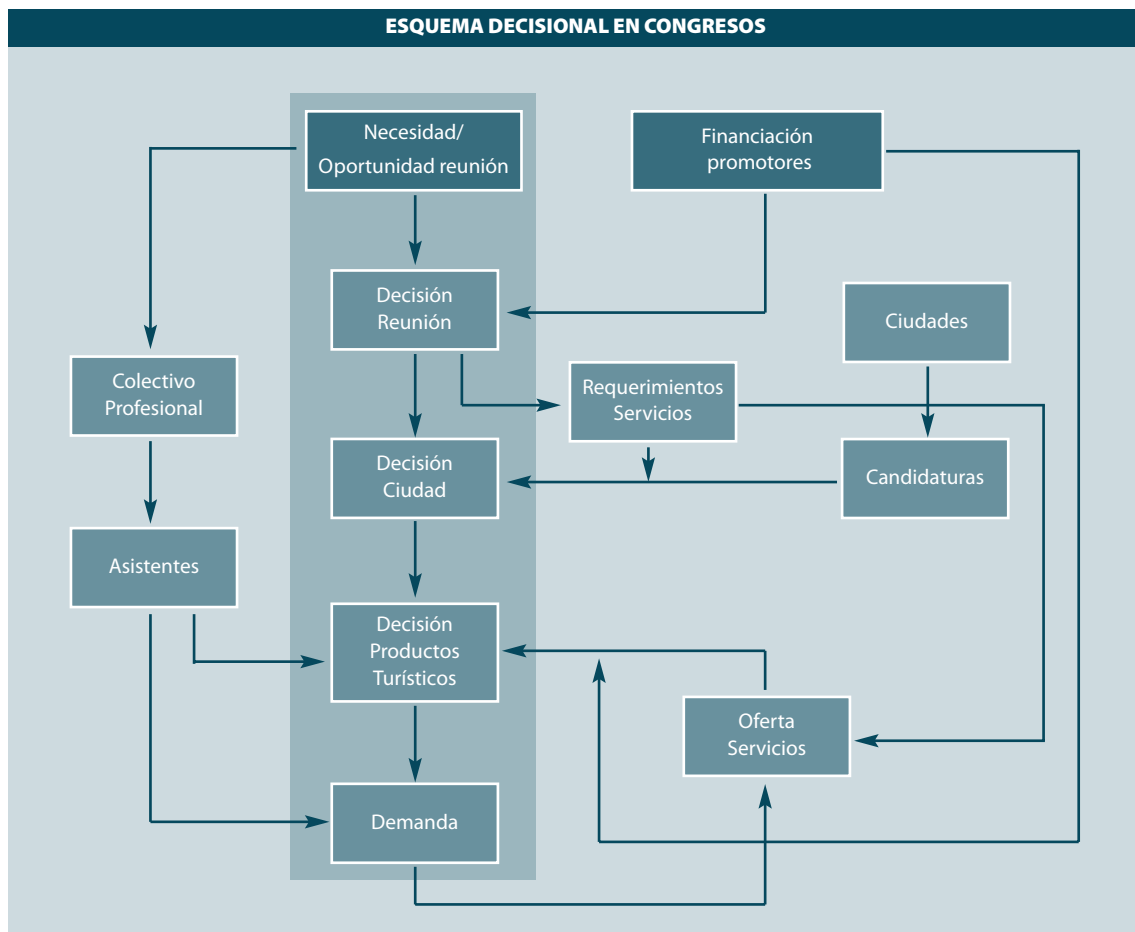 ESQUEMA DECISIONAL EN CONGRESOS
Necesidad/
Oportunidad reunión
Financiación
promotores
Decisión
Reunión
Ciudades
Colectivo
Profesional
Requerimientos
Servicios
Decisión
Ciudad
Candidaturas
Asistentes
Decisión
Productos
Turísticos
Oferta
Servicios
Demanda